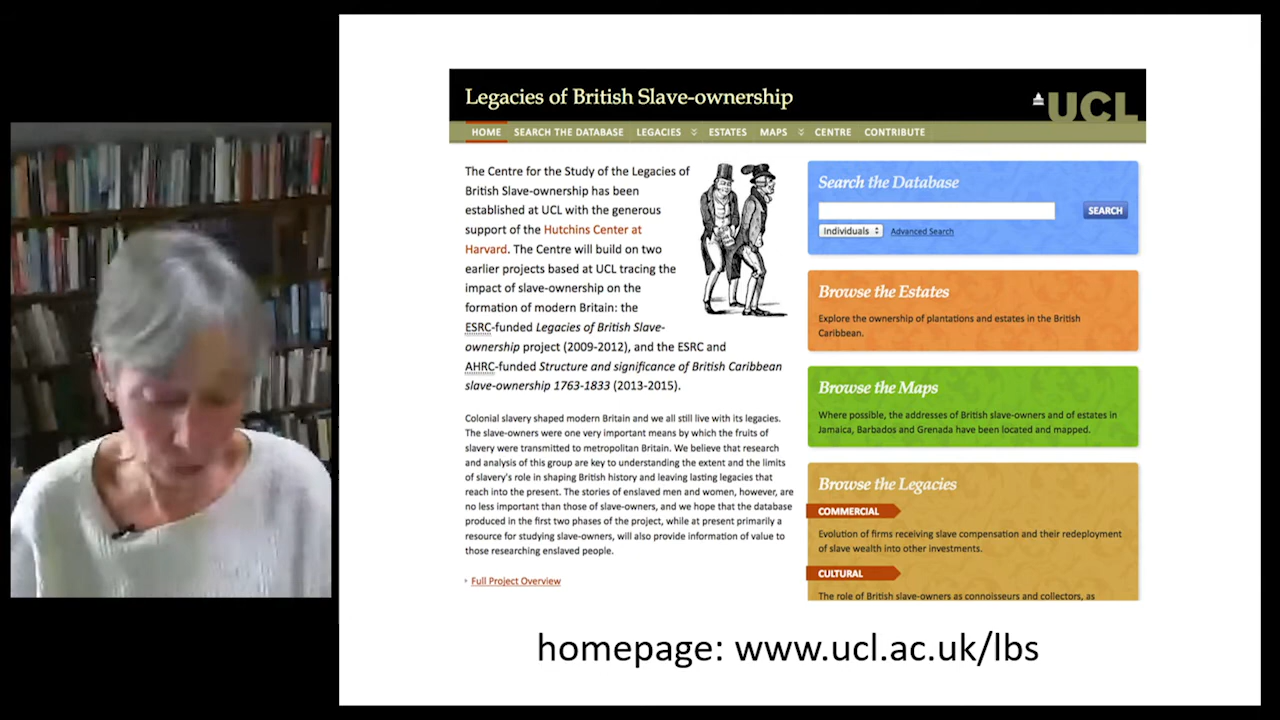 Legacies of British Slave-ownership
UCL
HOME SEARCH THE DATABASE LEGACIES ESTATES MAPS CENTRE CONTRIBUTE
The Centre for the Study of the Legacies of
British Slave-ownership has been
established at UCL with the generous
support of the Hutchins Center at
Harvard. The Centre will build on two
earlier projects based at UCL tracing the
impact of slave-ownership on the
formation of modern Britain: the
ESRC-funded Legacies of British Slave-
ownership project (2009-2012), and the ESRC and
AHRC-funded Structure and significance of British Caribbean
slave-ownership 1763-1833 (2013-2015).
Colonial slavery shaped modern Britain and we all still live with its legacies.
The slave-owners were one very important means by which the fruits of
slavery were transmitted to metropolitan Britain. We believe that research
and analysis of this group are key to understanding the extent and the limits
of slavery's role in shaping British history and leaving lasting legacies that
reach into the present. The stories of enslaved men and women, however, are
no less important than those of slave-owners, and we hope that the database
produced in the first two phases of the project, while at present primarily a
resource for studying slave-owners, will also provide information of value to
those researching enslaved people.
Full Project Overview
Search the Database
SEARCH
Individuals Advanced Search
Browse the Estates
Explore the ownership of plantations and estates in the British
Caribbean.
Browse the Maps
Where possible, the addresses of British slave-owners and of estates in
Jamaica, Barbados and Grenada have been located and mapped.
Browse the Legacies
COMMERCIAL
Evolution of firms receiving slave compensation and their redeployment
of slave wealth into other investments.
CULTURAL
The role of British slave-owners as connoisseurs and collectors, as
homepage: www.ucl.ac.uk/lbs